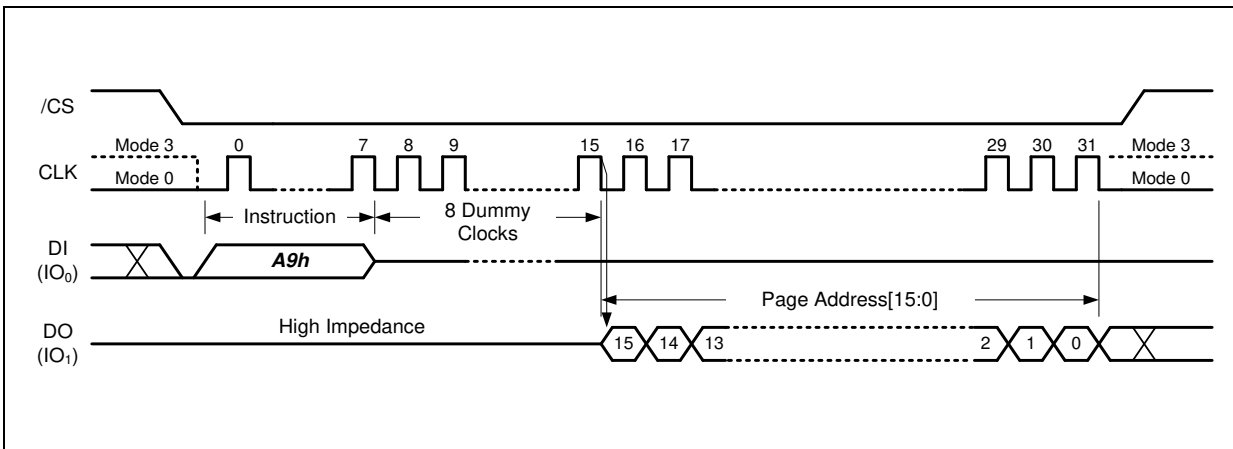 /CS
Mode 3 0 7 8 9 15 16 17 29 30 31 Mode 3
CLK
Mode 0 Mode 0
Instruction 8 Dummy
Clocks
DI
(IO₀)
A9h
Page Address[15:0]
High Impedance
DO
(IO₁)
15 14 13 2 1 0